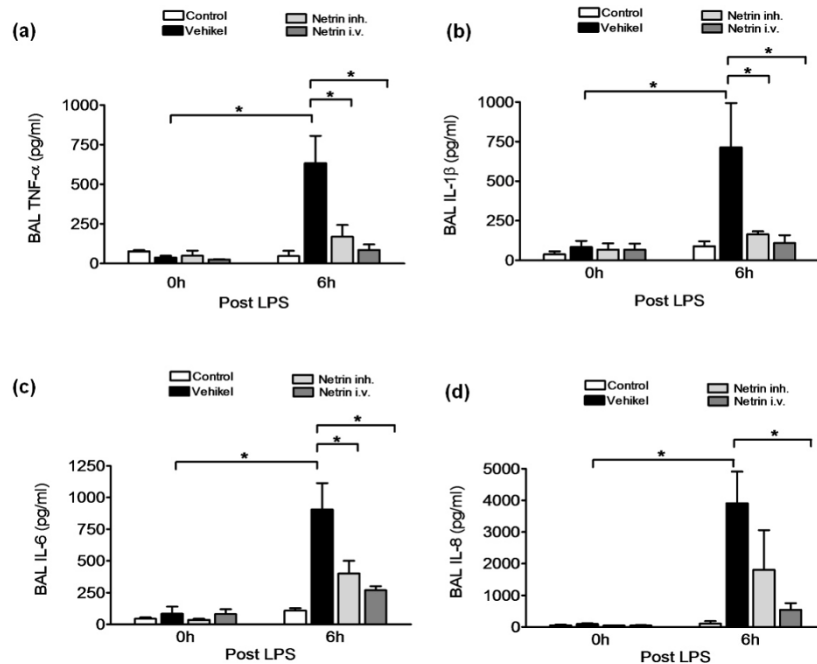 (a)
Control
Vehikel
Netrin inh.
Netrin i.v.
*
*
*
BAL TNF-α (pg/ml)
1000
750
500
250
0
0h
6h
Post LPS
(b)
Control
Vehikel
Netrin inh.
Netrin i.v.
*
*
*
BAL IL-1β (pg/ml)
1000
750
500
250
0
0h
6h
Post LPS
(c)
Control
Vehikel
Netrin inh.
Netrin i.v.
*
*
*
BAL IL-6 (pg/ml)
1250
1000
750
500
250
0
0h
6h
Post LPS
(d)
Control
Vehikel
Netrin inh.
Netrin i.v.
*
*
BAL IL-8 (pg/ml)
5000
4000
3000
2000
1000
0
0h
6h
Post LPS